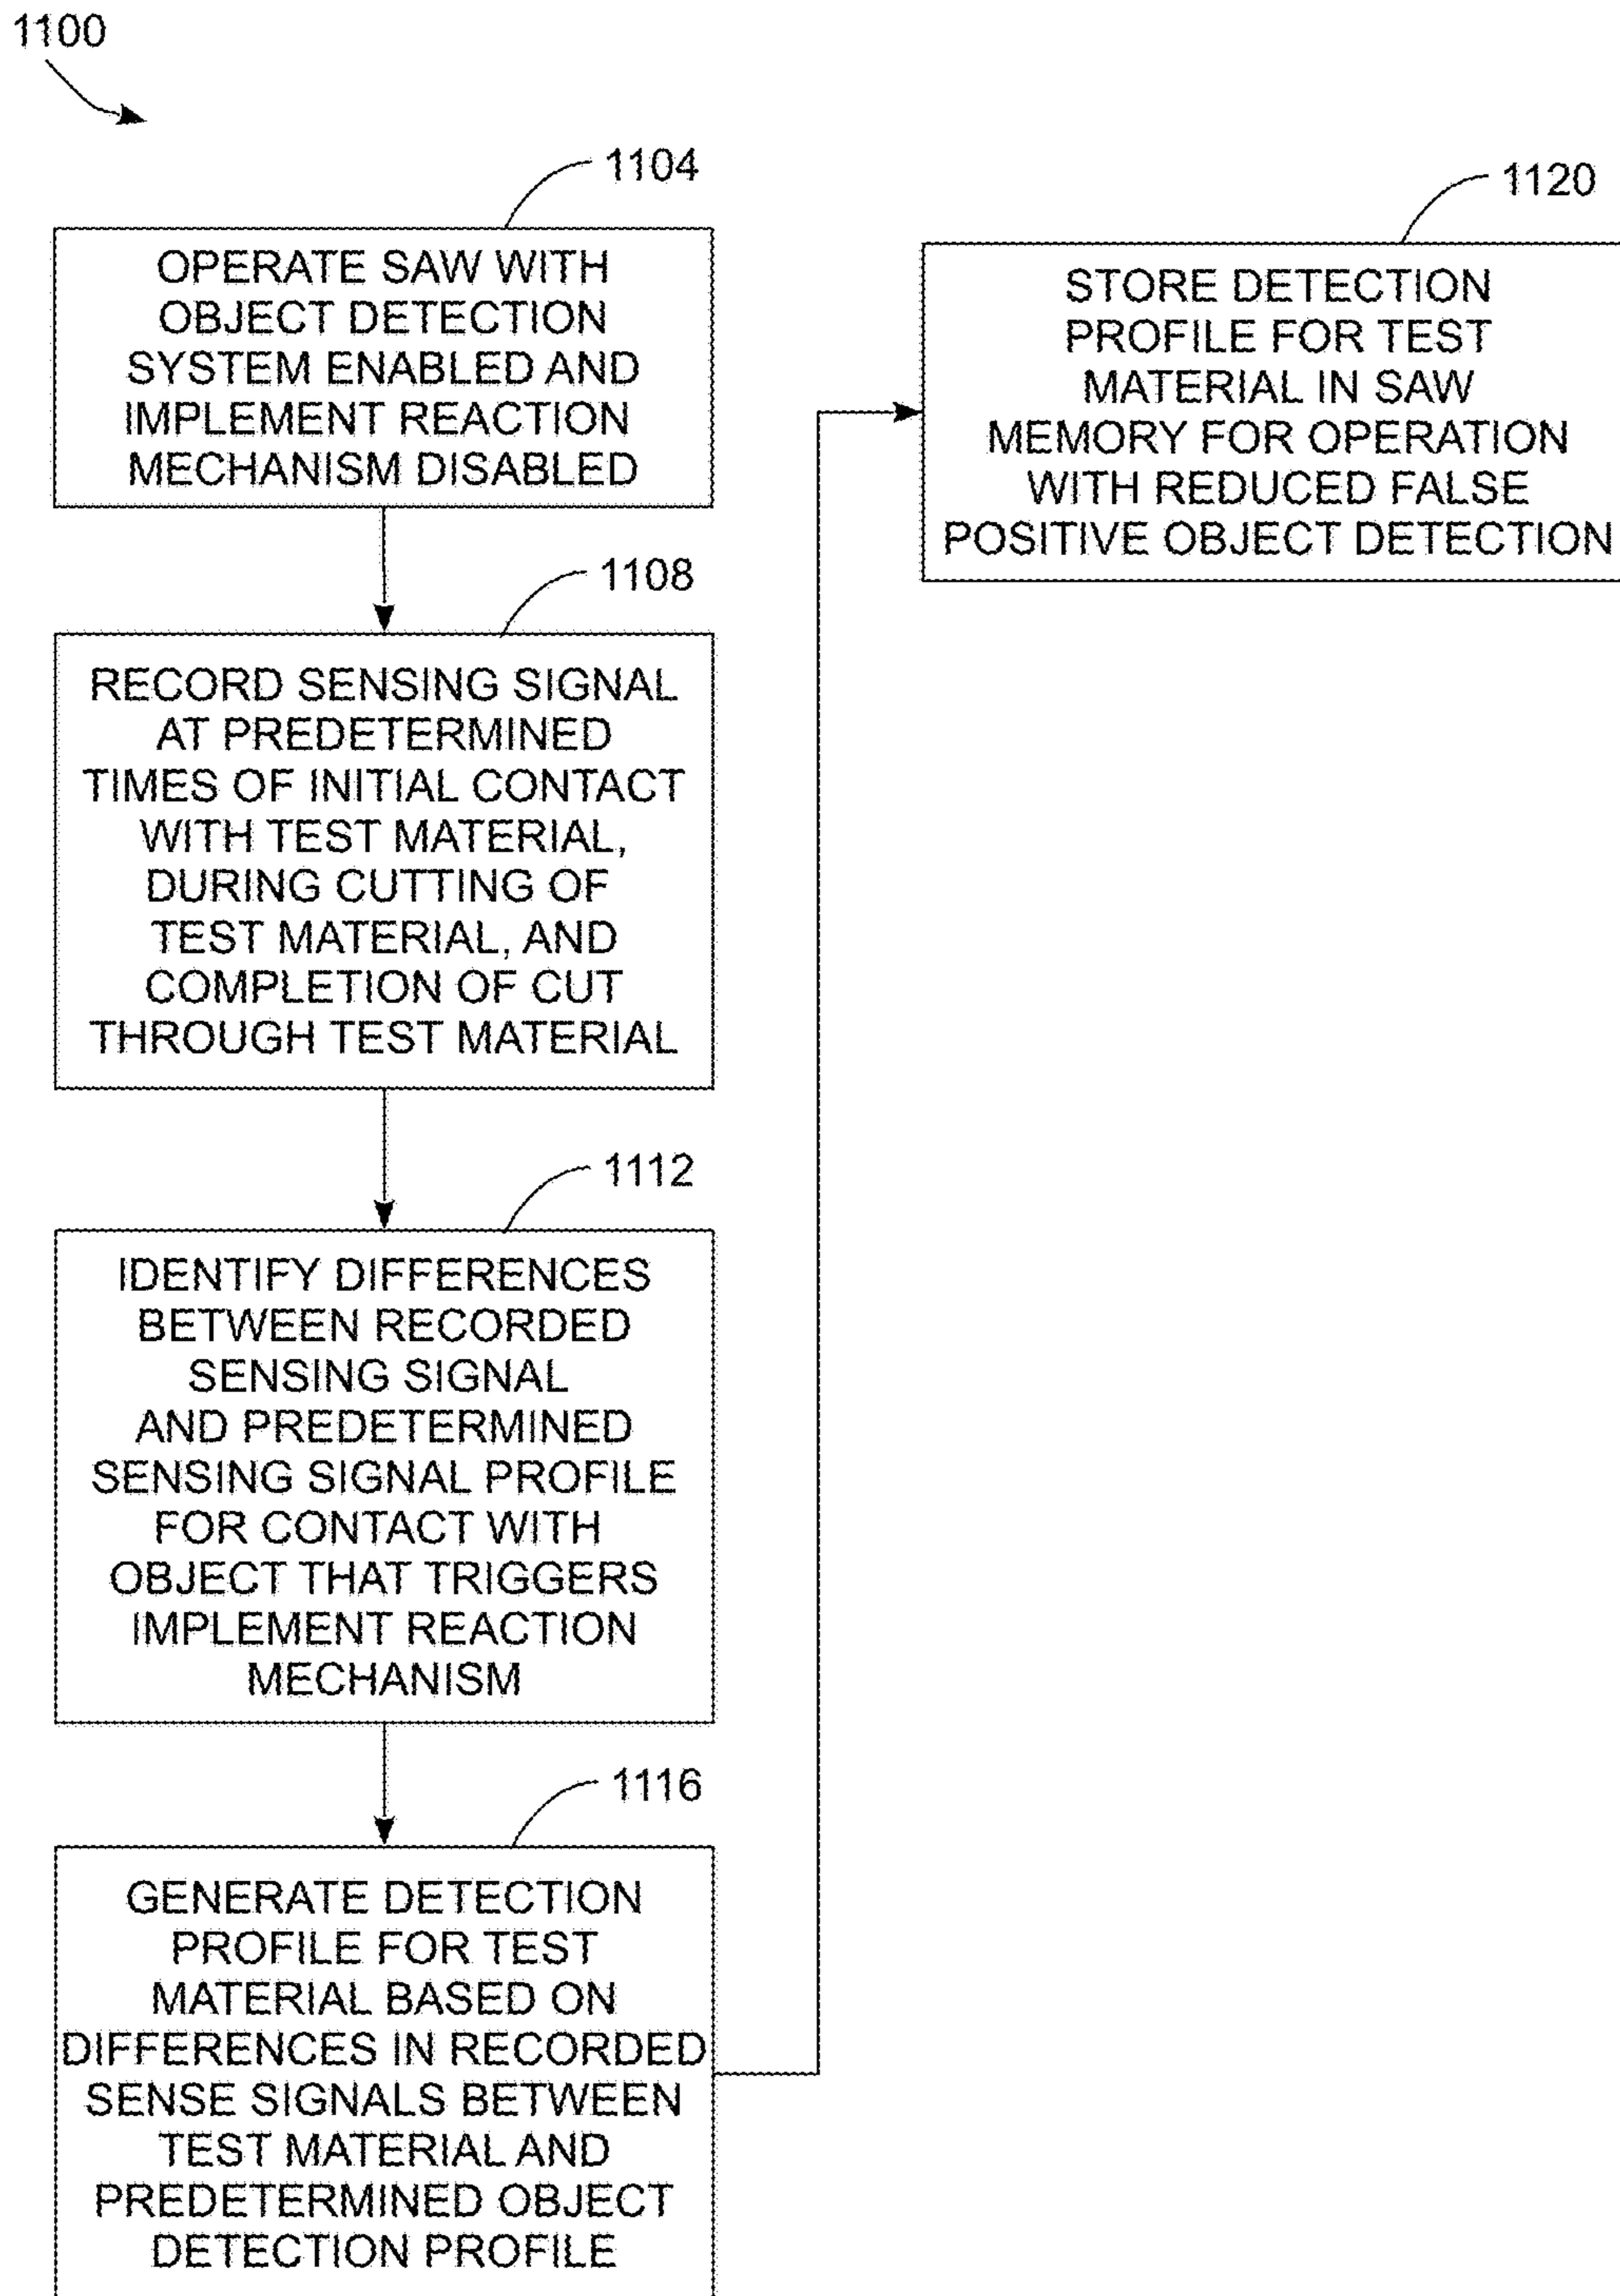 1100
1104
OPERATE SAW WITH
OBJECT DETECTION
SYSTEM ENABLED AND
IMPLEMENT REACTION
MECHANISM DISABLED
1108
RECORD SENSING SIGNAL
AT PREDETERMINED
TIMES OF INITIAL CONTACT
WITH TEST MATERIAL,
DURING CUTTING OF
TEST MATERIAL, AND
COMPLETION OF CUT
THROUGH TEST MATERIAL
1112
IDENTIFY DIFFERENCES
BETWEEN RECORDED
SENSING SIGNAL
AND PREDETERMINED
SENSING SIGNAL PROFILE
FOR CONTACT WITH
OBJECT THAT TRIGGERS
IMPLEMENT REACTION
MECHANISM
1116
GENERATE DETECTION
PROFILE FOR TEST
MATERIAL BASED ON
DIFFERENCES IN RECORDED
SENSE SIGNALS BETWEEN
TEST MATERIAL AND
PREDETERMINED OBJECT
DETECTION PROFILE
1120
STORE DETECTION
PROFILE FOR TEST
MATERIAL IN SAW
MEMORY FOR OPERATION
WITH REDUCED FALSE
POSITIVE OBJECT DETECTION